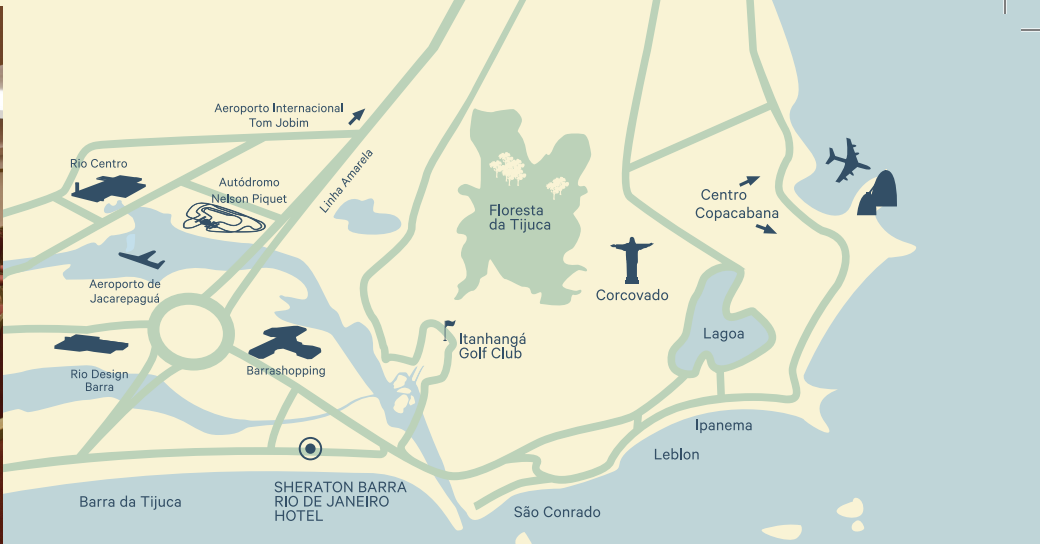 Aeroporto Internacional
Tom Jobim
Rio Centro
Linha Amarela
Autódromo
Nelson Piquet
Centro
Copacabana
Floresta
da Tijuca
Aeroporto de
Jacarepaguá
Corcovado
Lagoa
Itanhangá
Golf Club
Rio Design
Barra
Barrashopping
Ipanema
Leblon
SHERATON BARRA
RIO DE JANEIRO
HOTEL
Barra da Tijuca
São Conrado